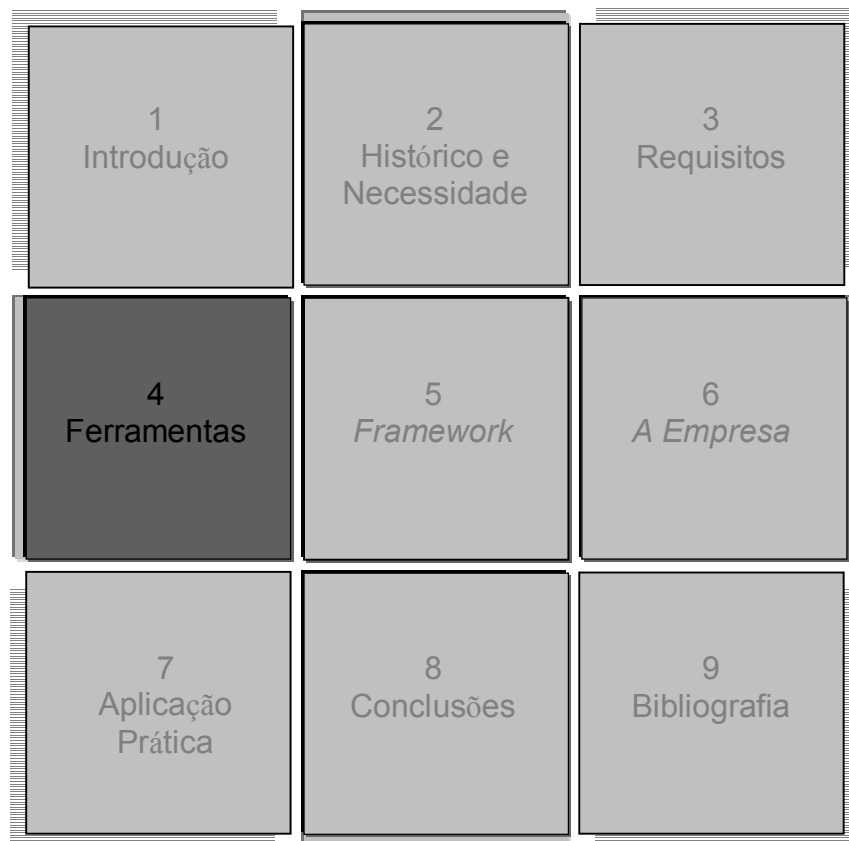 1
Introdução
2
Histórico e
Necessidade
3
Requisitos
4
Ferramentas
5
Framework
6
A Empresa
7
Aplicação
Prática
8
Conclusões
9
Bibliografia